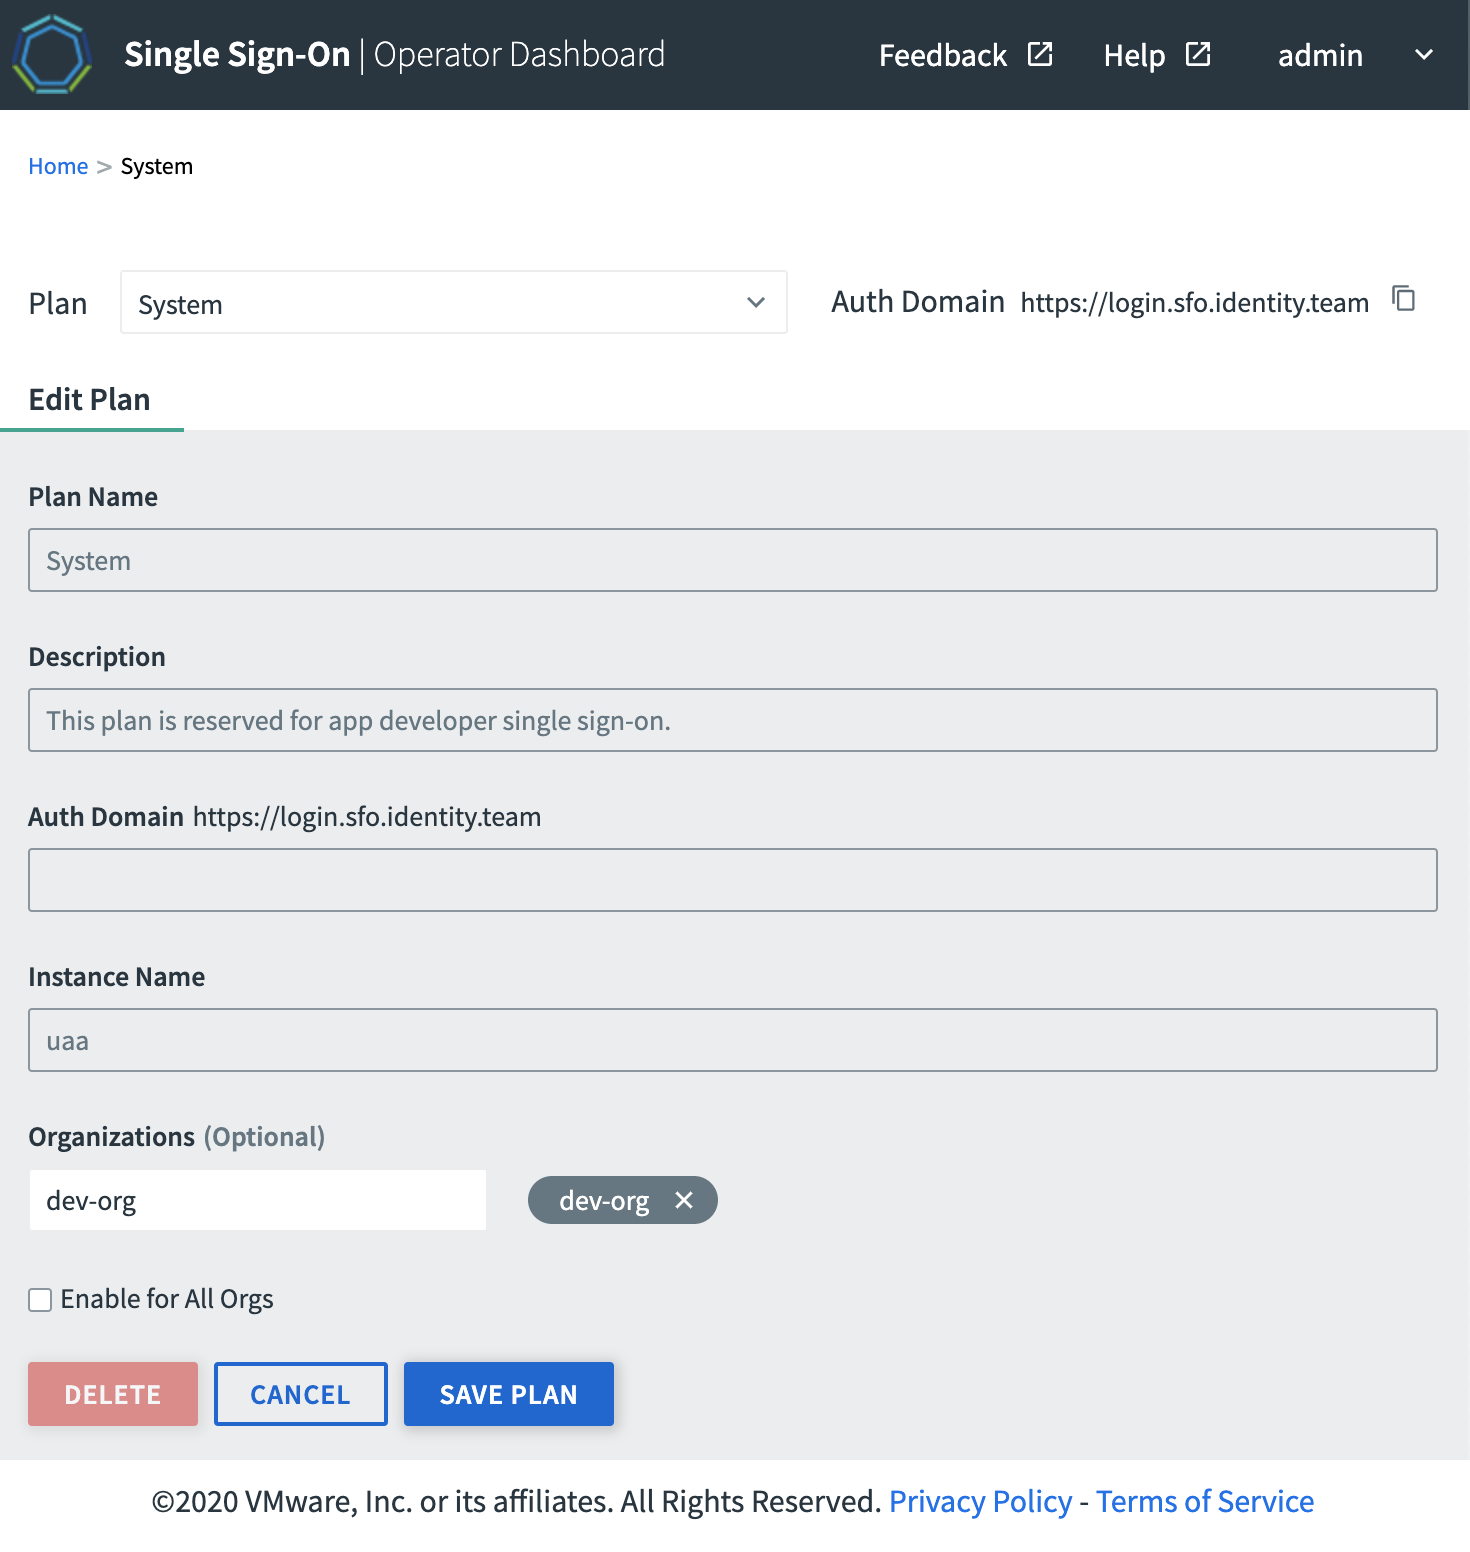 Single Sign-On | Operator Dashboard Feedback Help admin
Home > System
Plan System Auth Domain https://login.sfo.identity.team
Edit Plan
Plan Name
System
Description
This plan is reserved for app developer single sign-on.
Auth Domain https://login.sfo.identity.team
Instance Name
uaa
Organizations (Optional)
dev-org dev-org ×
Enable for All Orgs
DELETE CANCEL SAVE PLAN
©2020 VMware, Inc. or its affiliates. All Rights Reserved. Privacy Policy - Terms of Service